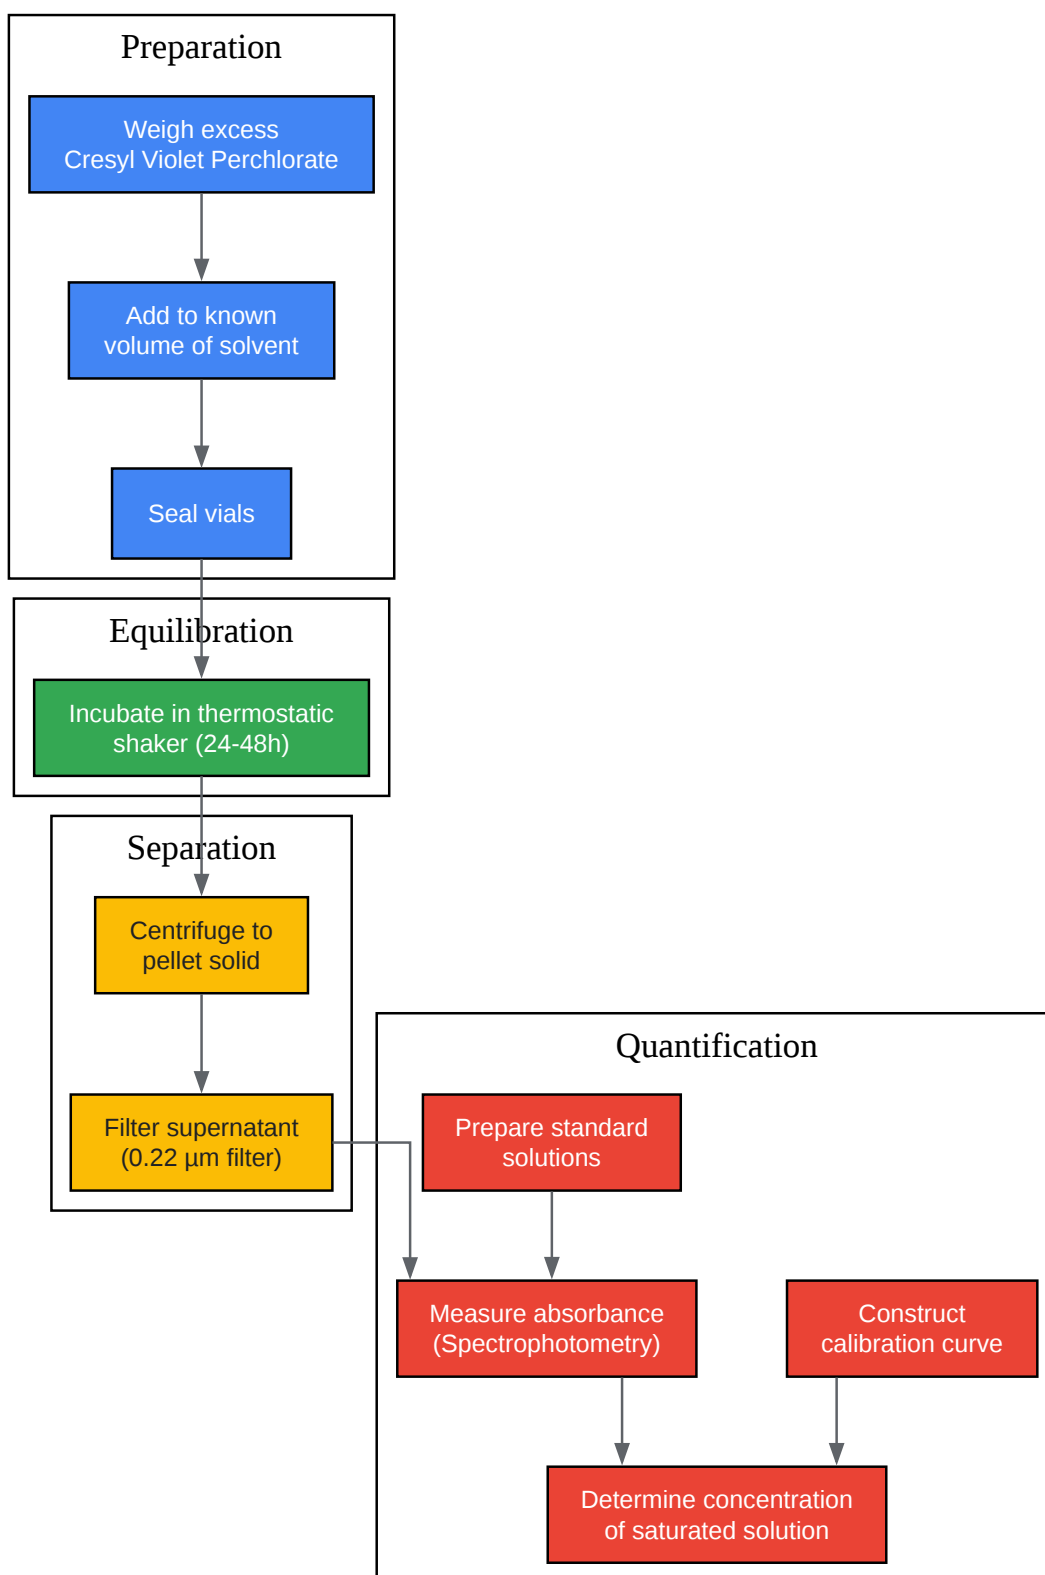 Preparation
Weigh excess
Cresyl Violet Perchlorate
Add to known
volume of solvent
Seal vials
Equilibration
Incubate in thermostatic
shaker (24-48h)
Separation
Centrifuge to
pellet solid
Filter supernatant
(0.22 µm filter)
Quantification
Prepare standard
solutions
Measure absorbance
(Spectrophotometry)
Construct
calibration curve
Determine concentration
of saturated solution